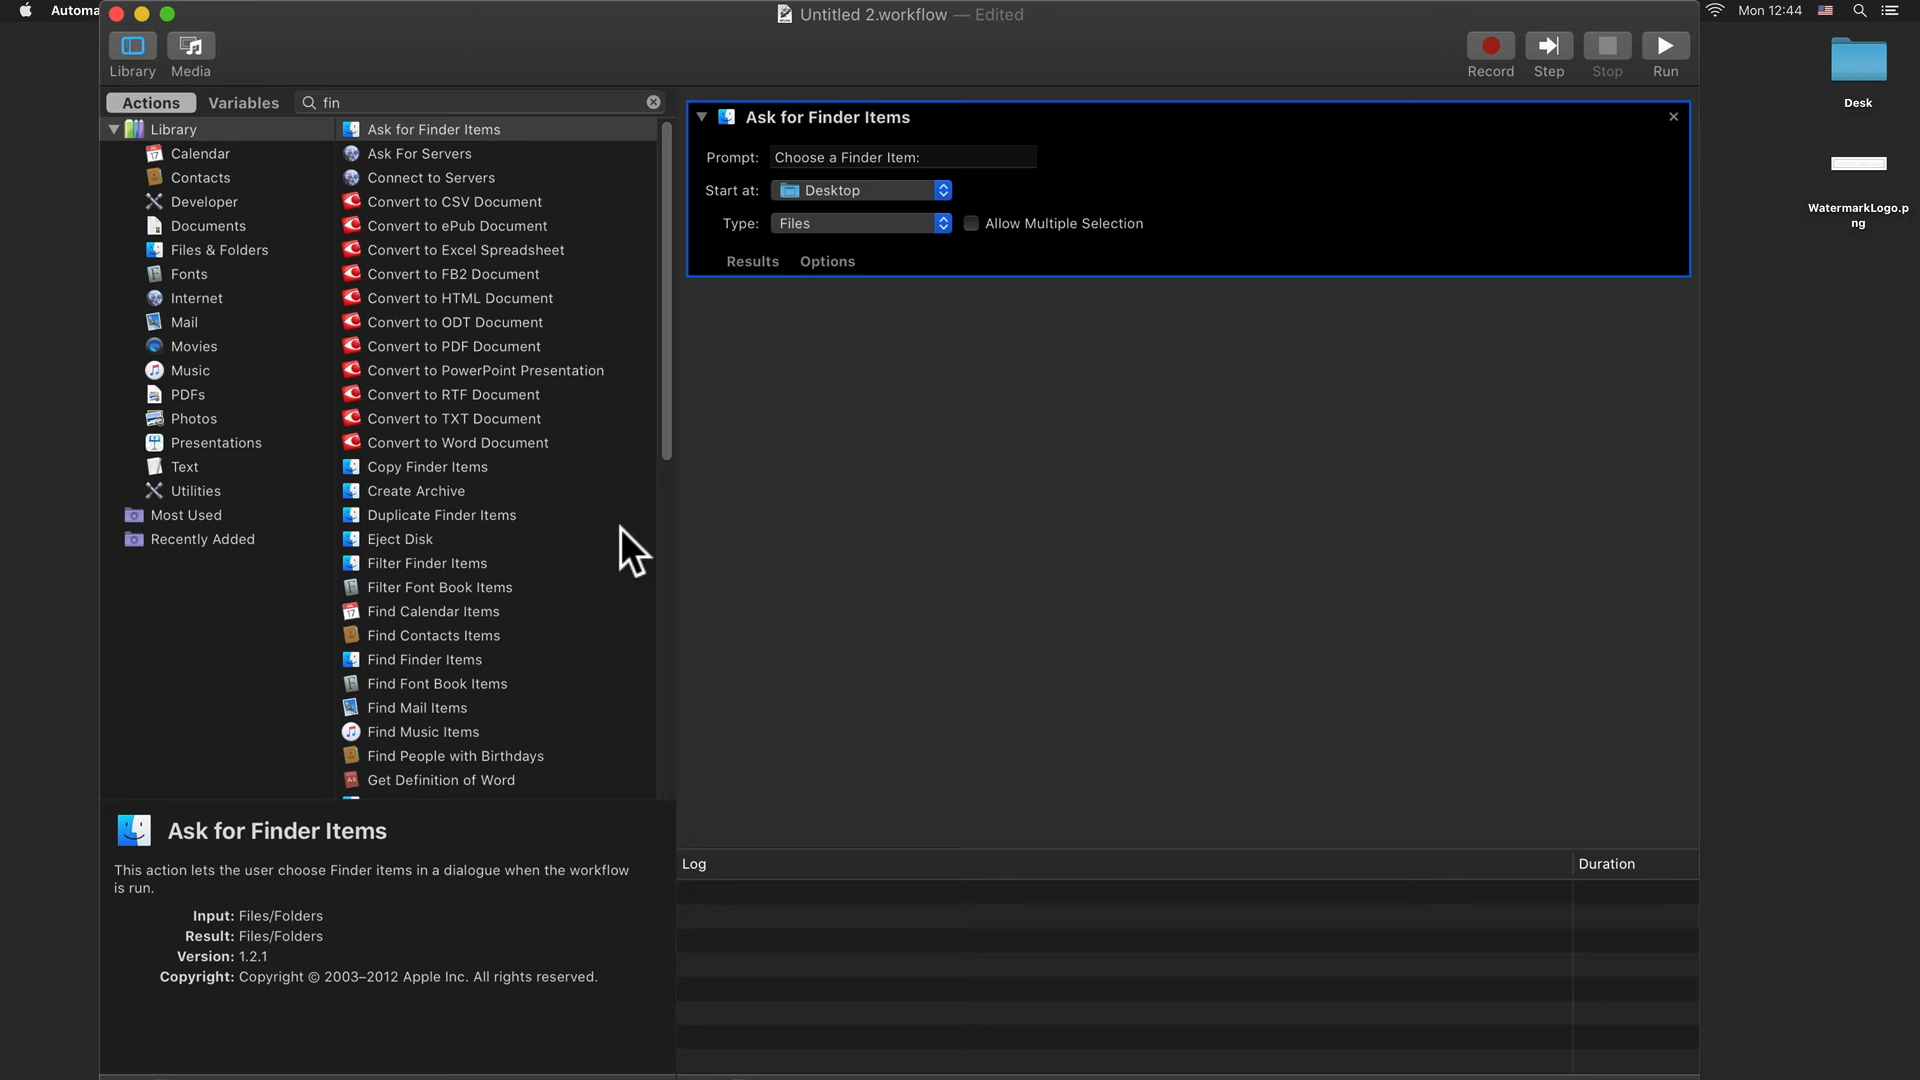 Automa
Untitled 2.workflow — Edited
Mon 12:44
Library
Media
Record
Step
Stop
Run
Desk
WatermarkLogo.p
ng
Actions
Variables
fin
Library
Calendar
Contacts
Developer
Documents
Files & Folders
Fonts
Internet
Mail
Movies
Music
PDFs
Photos
Presentations
Text
Utilities
Most Used
Recently Added
Ask for Finder Items
Ask For Servers
Connect to Servers
Convert to CSV Document
Convert to ePub Document
Convert to Excel Spreadsheet
Convert to FB2 Document
Convert to HTML Document
Convert to ODT Document
Convert to PDF Document
Convert to PowerPoint Presentation
Convert to RTF Document
Convert to TXT Document
Convert to Word Document
Copy Finder Items
Create Archive
Duplicate Finder Items
Eject Disk
Filter Finder Items
Filter Font Book Items
Find Calendar Items
Find Contacts Items
Find Finder Items
Find Font Book Items
Find Mail Items
Find Music Items
Find People with Birthdays
Get Definition of Word
Ask for Finder Items
Prompt: Choose a Finder Item:
Start at: Desktop
Type: Files
Allow Multiple Selection
Results Options
Ask for Finder Items
This action lets the user choose Finder items in a dialogue when the workflow
is run.
Input: Files/Folders
Result: Files/Folders
Version: 1.2.1
Copyright: Copyright © 2003–2012 Apple Inc. All rights reserved.
Log
Duration